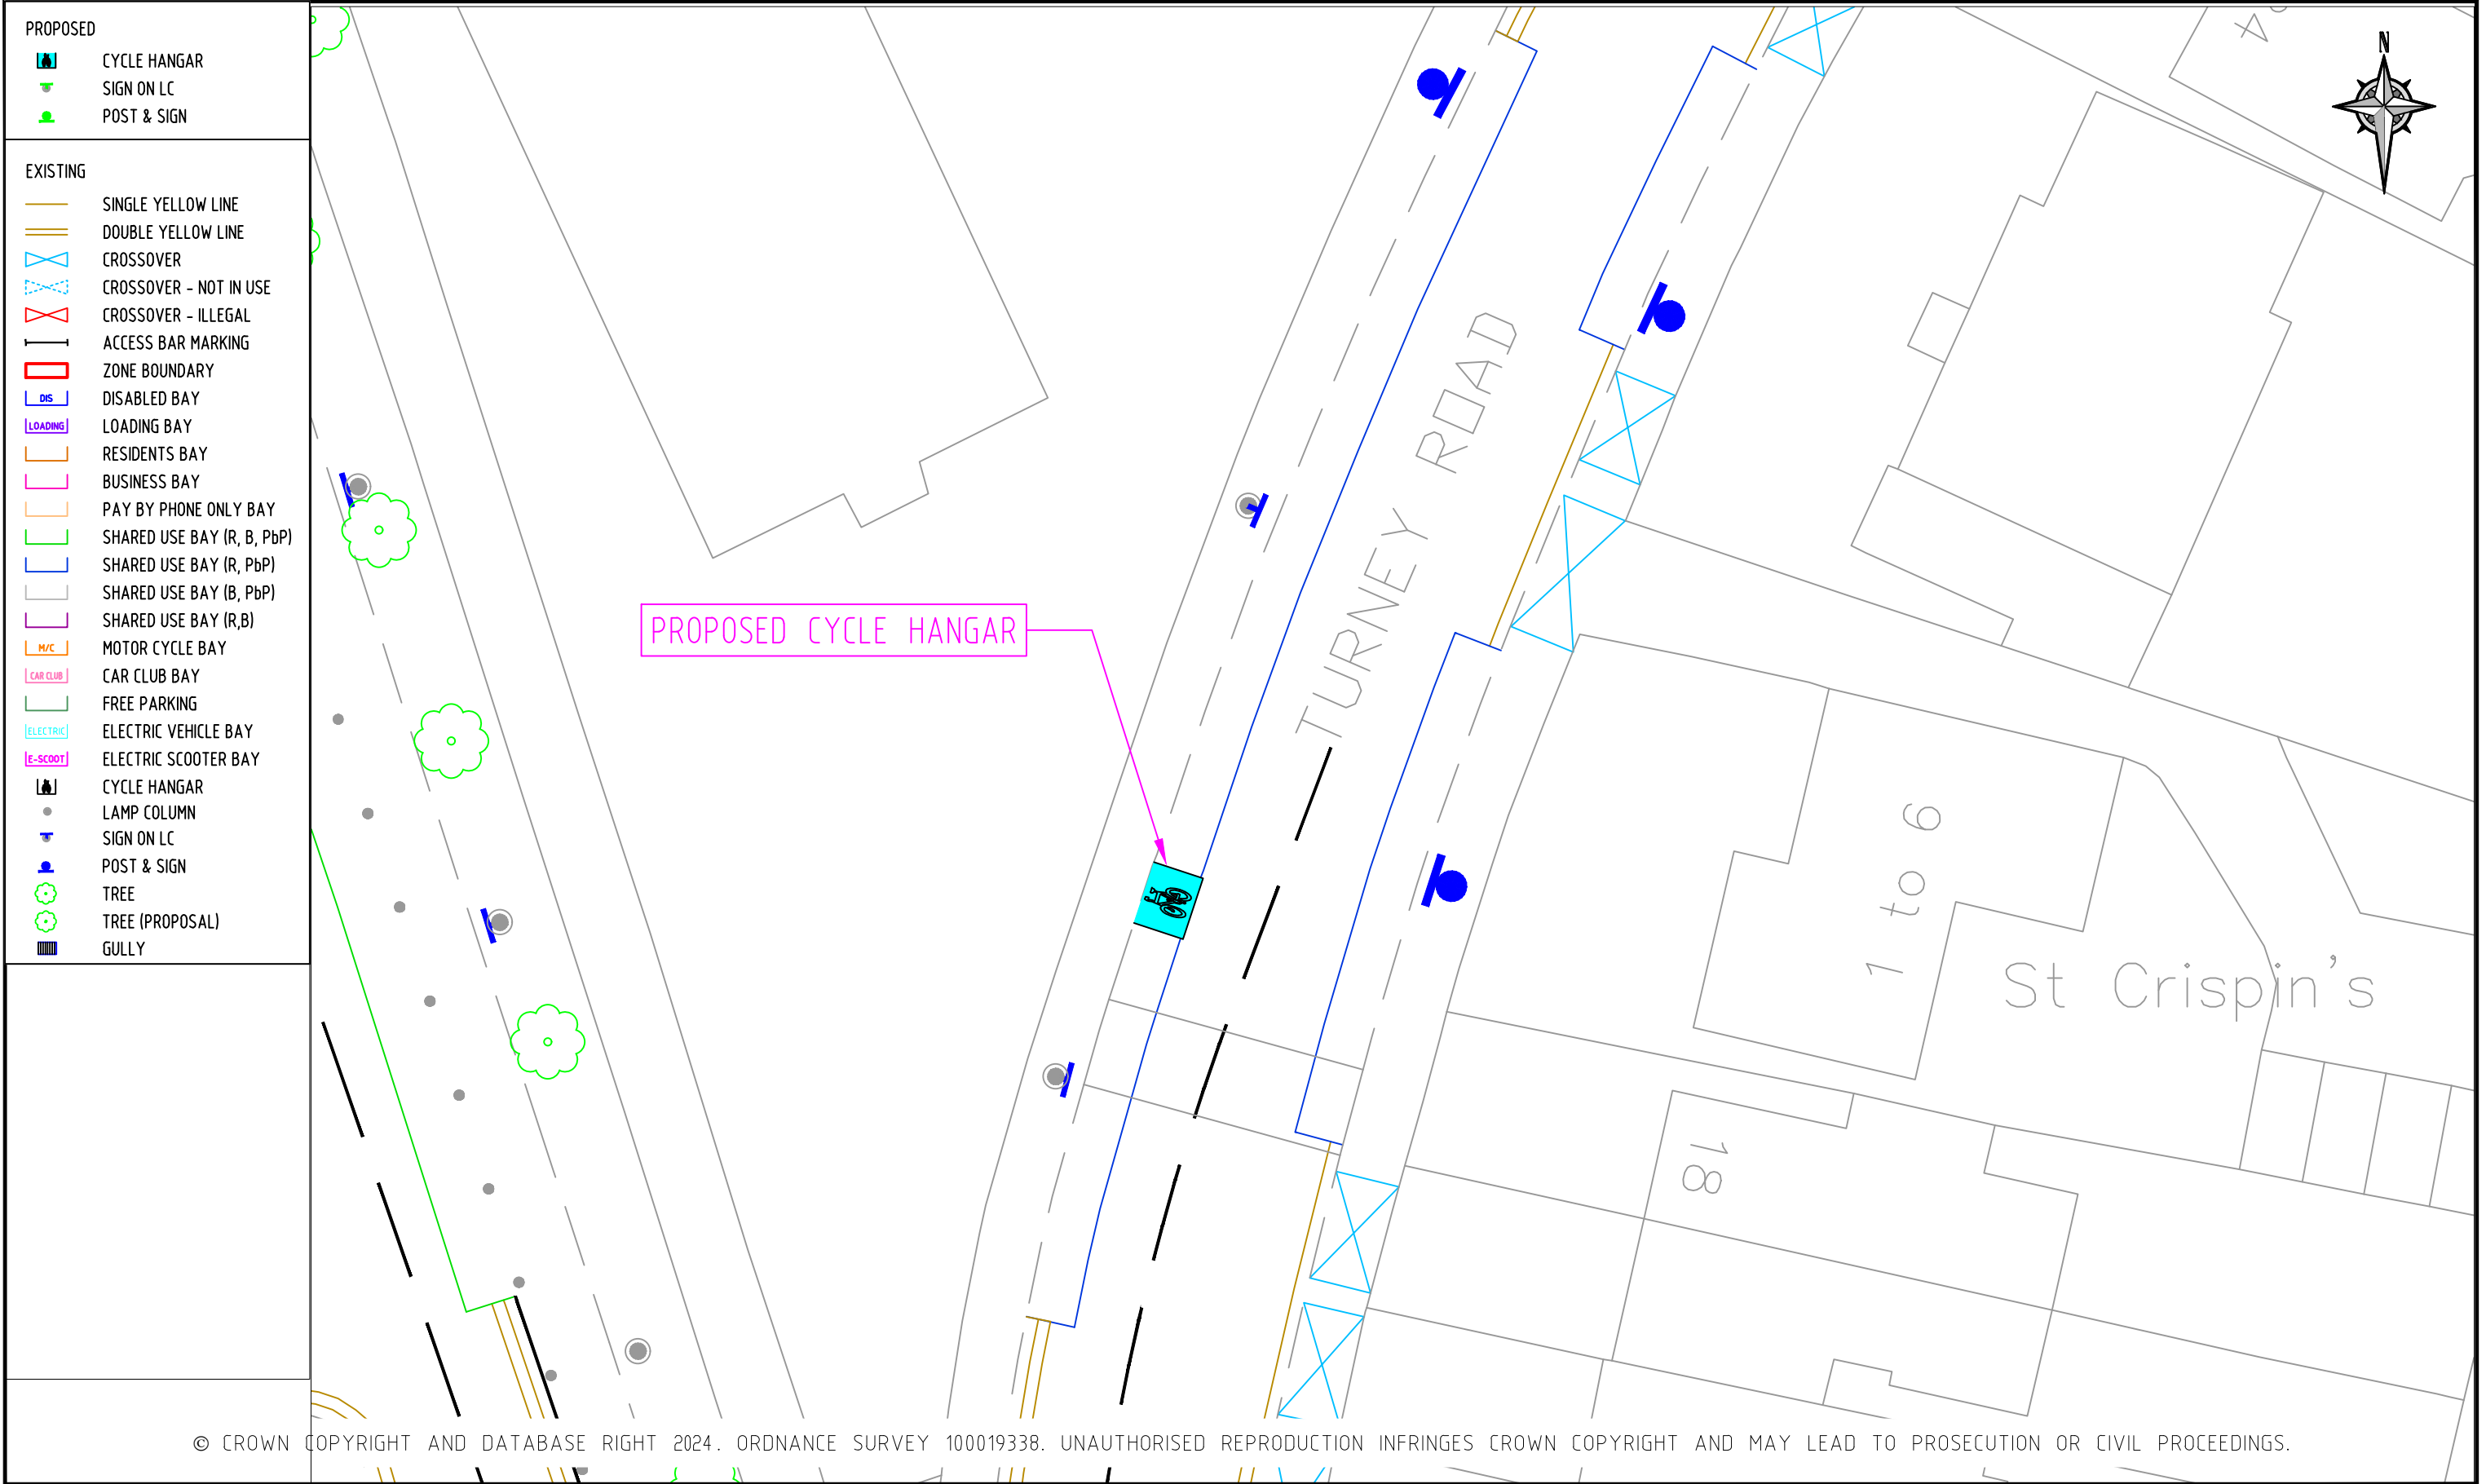 PROPOSED
CYCLE HANGAR
SIGN ON LC
POST & SIGN
EXISTING
SINGLE YELLOW LINE
DOUBLE YELLOW LINE
CROSSOVER
CROSSOVER - NOT IN USE
CROSSOVER - ILLEGAL
ACCESS BAR MARKING
ZONE BOUNDARY
DIS DISABLED BAY
LOADING LOADING BAY
RESIDENTS BAY
BUSINESS BAY
PAY BY PHONE ONLY BAY
SHARED USE BAY (R, B, PbP)
SHARED USE BAY (R, PbP)
SHARED USE BAY (B, PbP)
SHARED USE BAY (R,B)
M/C MOTOR CYCLE BAY
CAR CLUB CAR CLUB BAY
FREE PARKING
ELECTRIC ELECTRIC VEHICLE BAY
E-SCOOT ELECTRIC SCOOTER BAY
CYCLE HANGAR
LAMP COLUMN
SIGN ON LC
POST & SIGN
TREE
TREE (PROPOSAL)
GULLY
N
TURNEY ROAD
PROPOSED CYCLE HANGAR
1 to 6
St Crispin's
81
© CROWN COPYRIGHT AND DATABASE RIGHT 2024. ORDNANCE SURVEY 100019338. UNAUTHORISED REPRODUCTION INFRINGES CROWN COPYRIGHT AND MAY LEAD TO PROSECUTION OR CIVIL PROCEEDINGS.